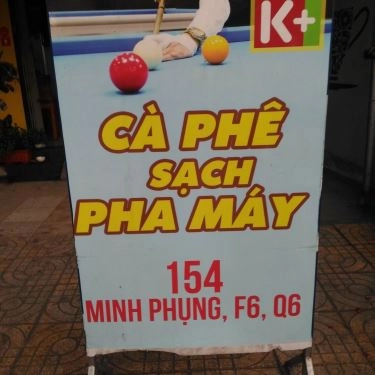 K+
CÀ PHÊ
SẠCH
PHA MÁY
154
MINH PHỤNG, F6, Q6